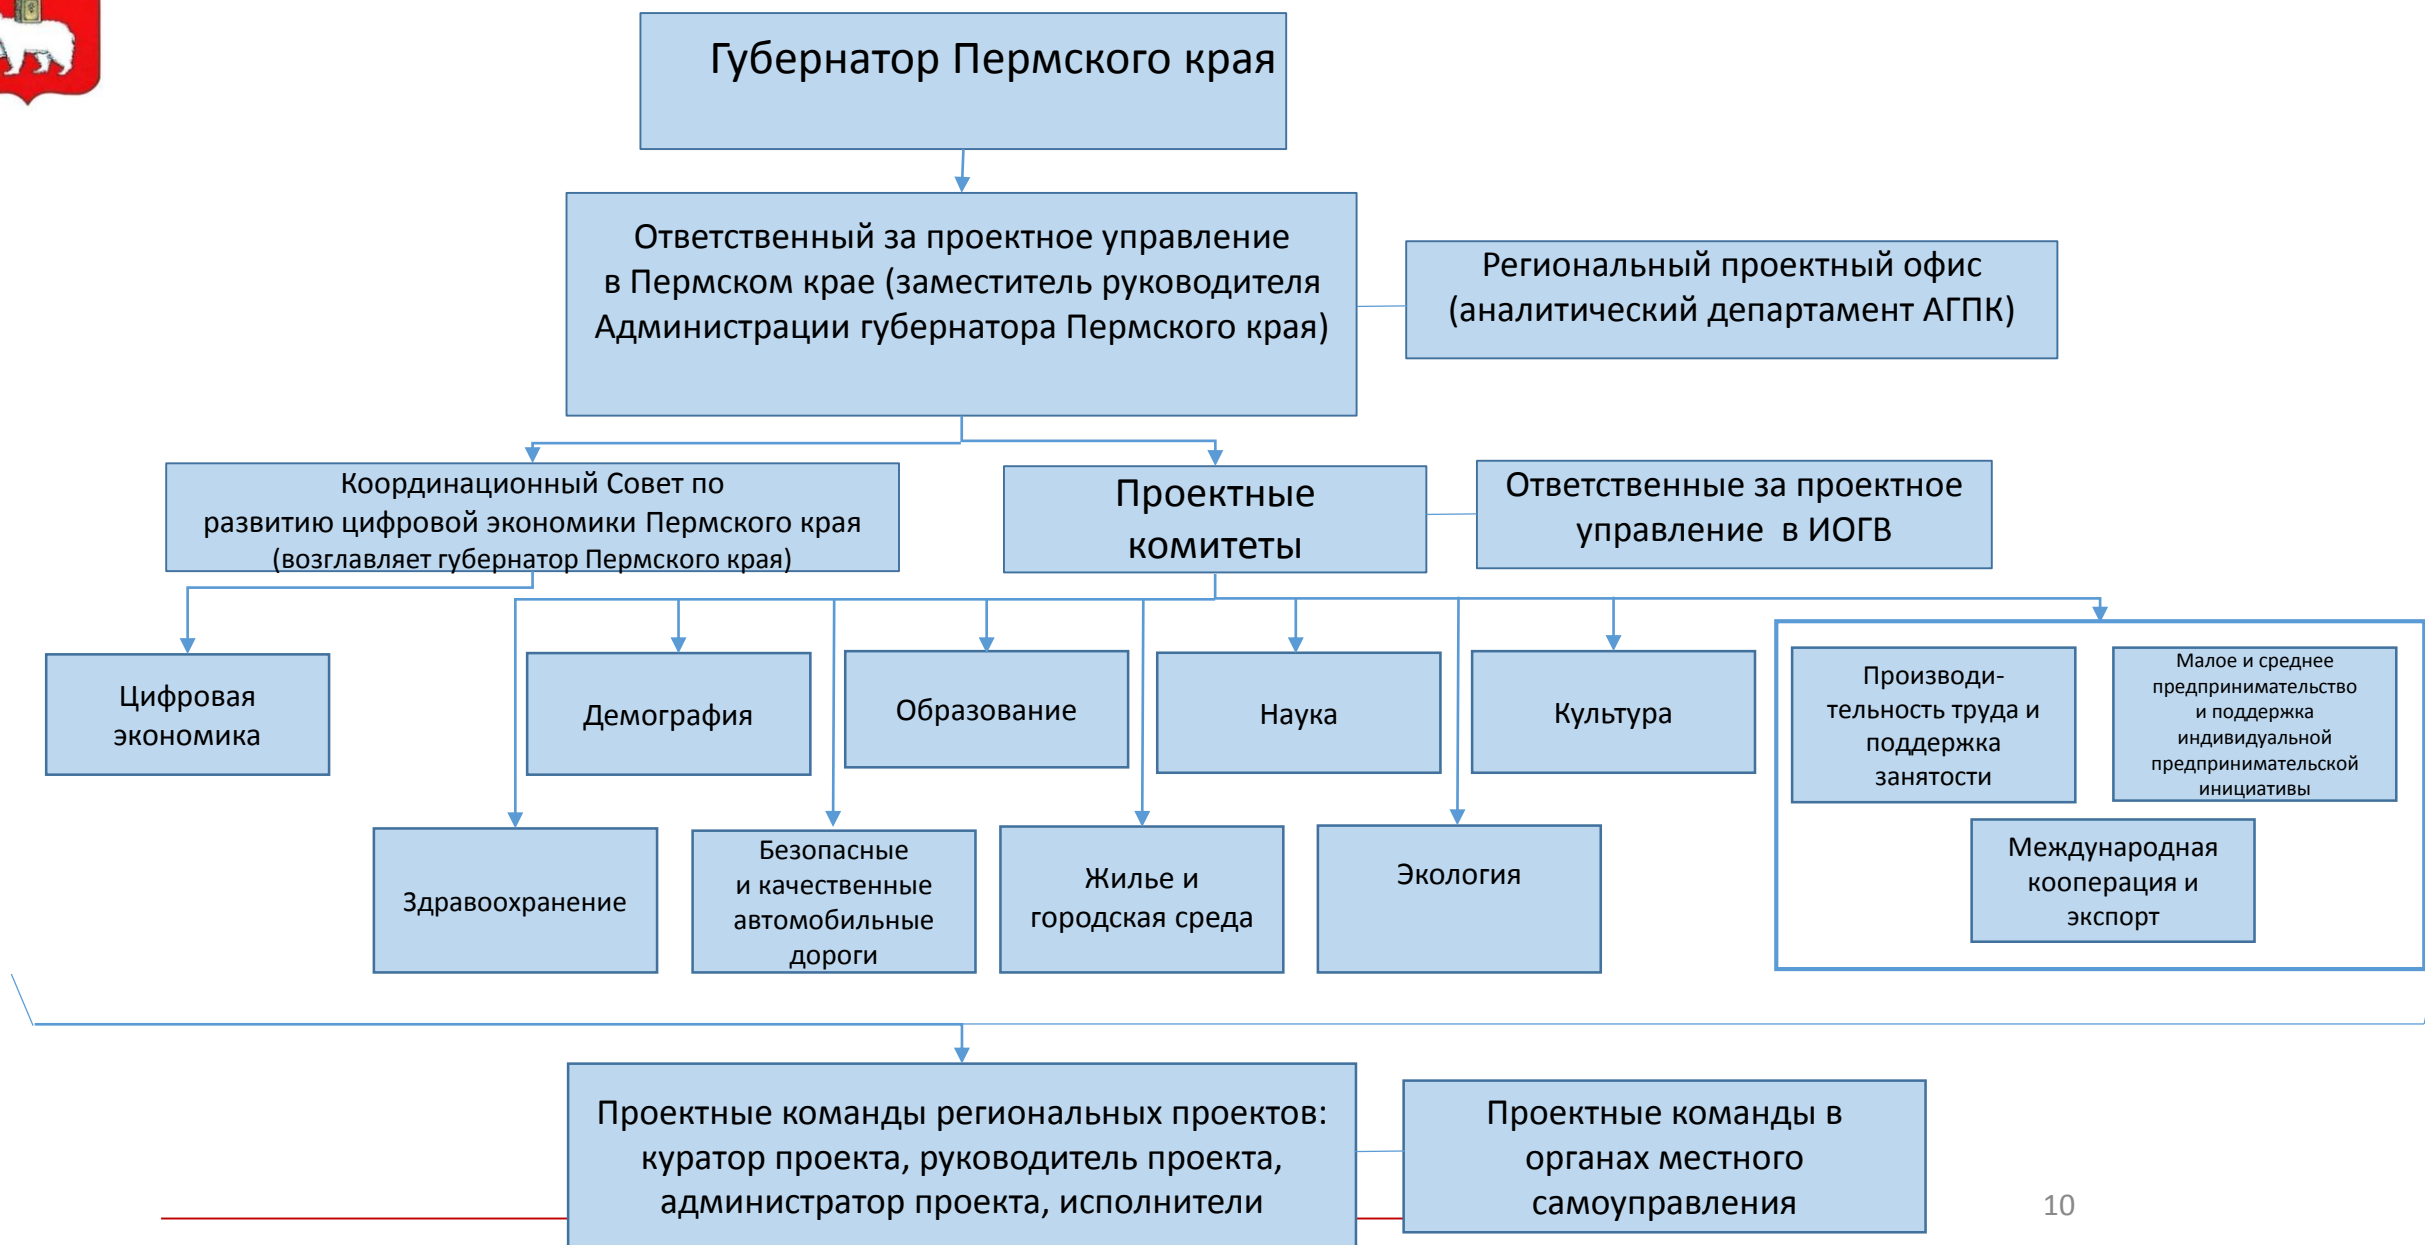 Губернатор Пермского края
Ответственный за проектное управление
в Пермском крае (заместитель руководителя
Администрации губернатора Пермского края)
Региональный проектный офис
(аналитический департамент АГПК)
Координационный Совет по
развитию цифровой экономики Пермского края
(возглавляет губернатор Пермского края)
Проектные
комитеты
Ответственные за проектное
управление в ИОГВ
Цифровая
экономика
Демография
Образование
Наука
Культура
Производи-
тельность труда и
поддержка
занятости
Малое и среднее
предпринимательство
и поддержка
индивидуальной
предпринимательской
инициативы
Здравоохранение
Безопасные
и качественные
автомобильные
дороги
Жилье и
городская среда
Экология
Международная
кооперация и
экспорт
Проектные команды региональных проектов:
куратор проекта, руководитель проекта,
администратор проекта, исполнители
Проектные команды в
органах местного
самоуправления
10